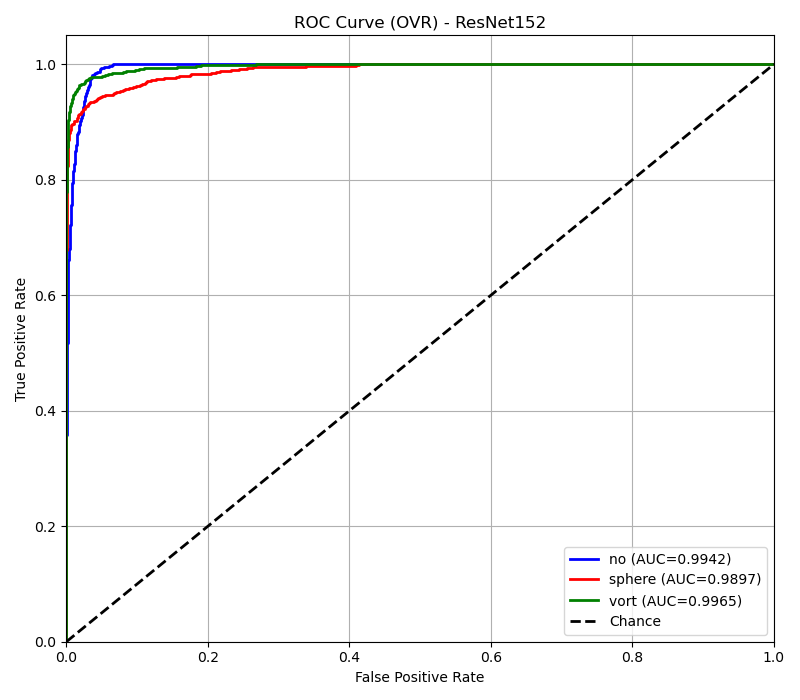 ROC Curve (OVR) - ResNet152
True Positive Rate
1.0
0.8
0.6
0.4
0.2
0.0
0.0 0.2 0.4 0.6 0.8 1.0
False Positive Rate
no (AUC=0.9942)
sphere (AUC=0.9897)
vort (AUC=0.9965)
Chance